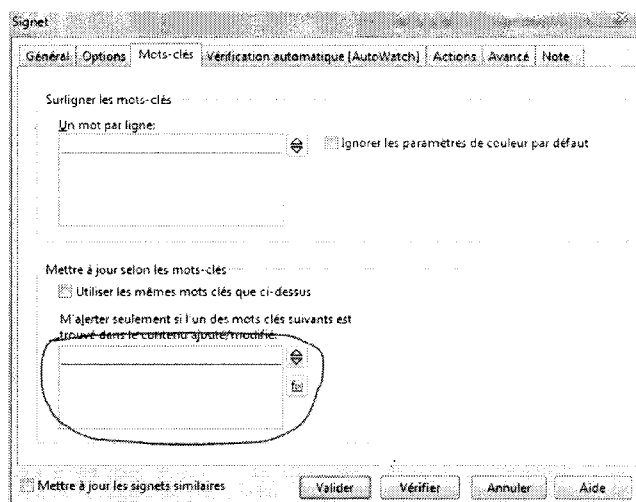 Signet
Général Options Mots-clés Vérification automatique [AutoWatch] Actions Avancé Note
Surligner les mots-clés
Un mot par ligne:
Ignorer les paramètres de couleur par défaut
Mettre à jour selon les mots-clés
Utiliser les mêmes mots clés que ci-dessus
M'alerter seulement si l'un des mots clés suivants est
trouvé dans le contenu ajouté/modifié:
Mettre à jour les signets similaires Valider Vérifier Annuler Aide